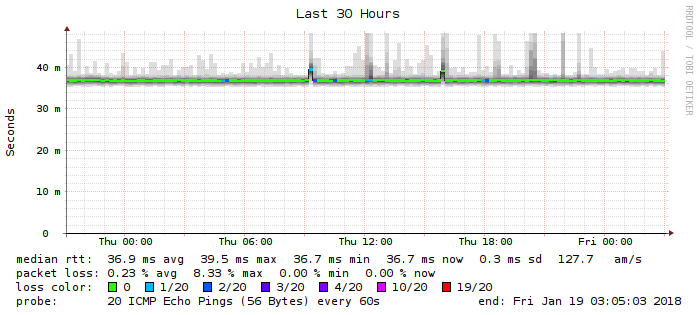 Last 30 Hours
RRDTOOL / TOBI OETIKER
Seconds
40 m
30 m
20 m
10 m
0
Thu 00:00 Thu 06:00 Thu 12:00 Thu 18:00 Fri 00:00
median rtt: 36.9 ms avg 39.5 ms max 36.7 ms min 36.7 ms now 0.3 ms sd 127.7 am/s
packet loss: 0.23 % avg 8.33 % max 0.00 % min 0.00 % now
loss color: 0 1/20 2/20 3/20 4/20 10/20 19/20
probe: 20 ICMP Echo Pings (56 Bytes) every 60s end: Fri Jan 19 03:05:03 2018